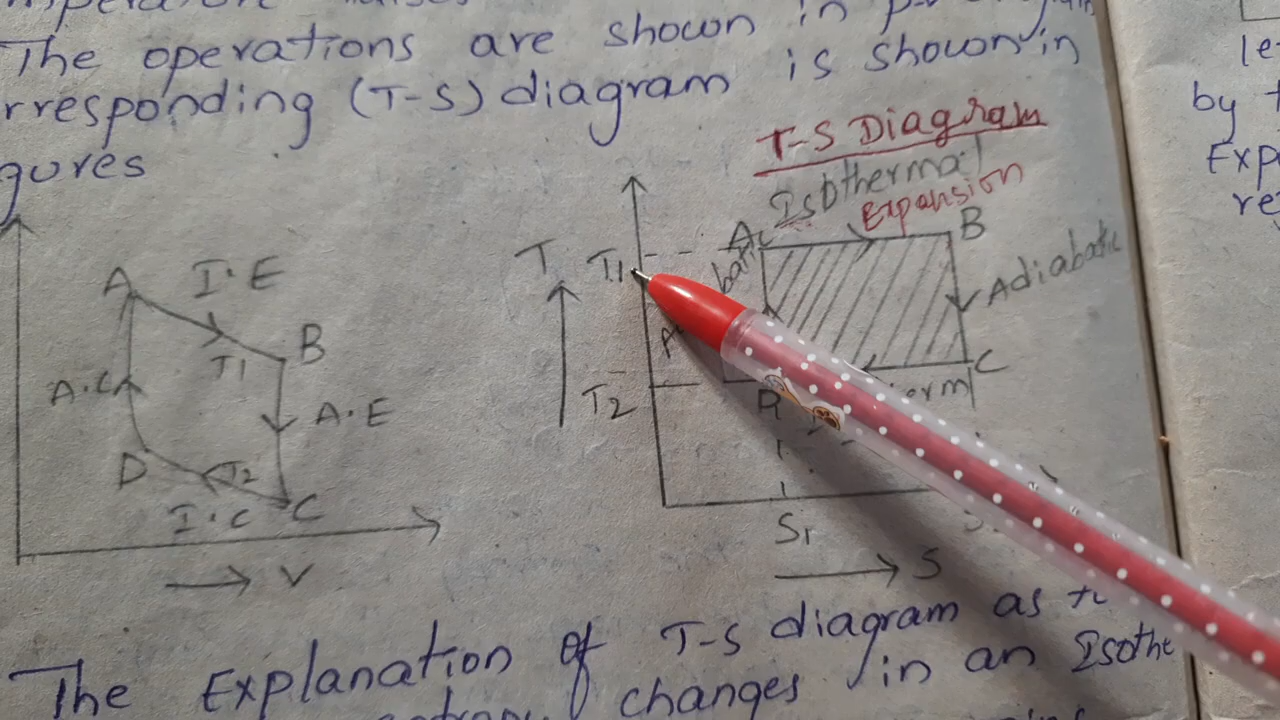 The operations are shown in
rresponding (T-S) diagram is shown in
gures
T-S Diagram
Isothermal
Expansion
A I.E B
T1
A.C
A.E
D T2 C
I.C
V
T T1 A B
Adiabatic
T2 C
S1
S
le
by
Exp
re
The Explanation of T-S diagram as
changes in an Isothe